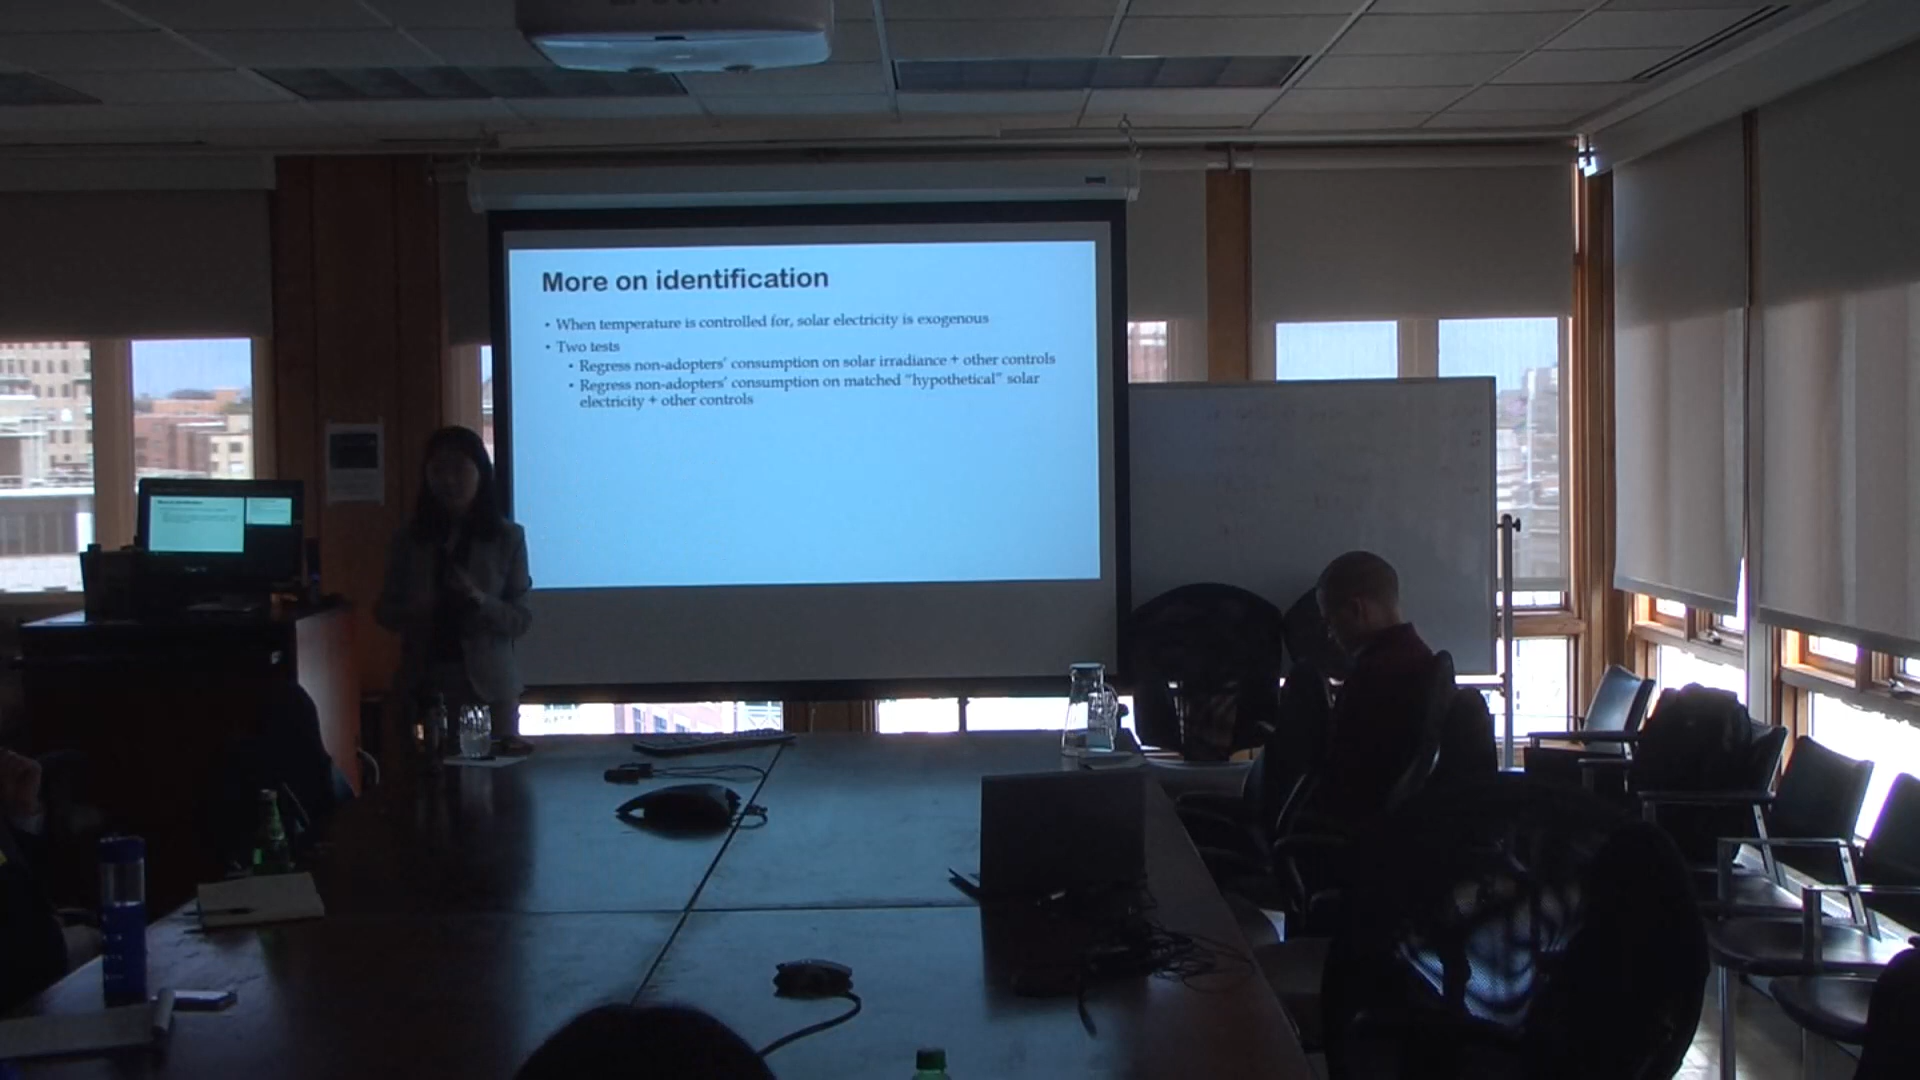 More on identification
• When temperature is controlled for, solar electricity is exogenous
• Two tests
• Regress non-adopters' consumption on solar irradiance + other controls
• Regress non-adopters' consumption on matched "hypothetical" solar
electricity + other controls